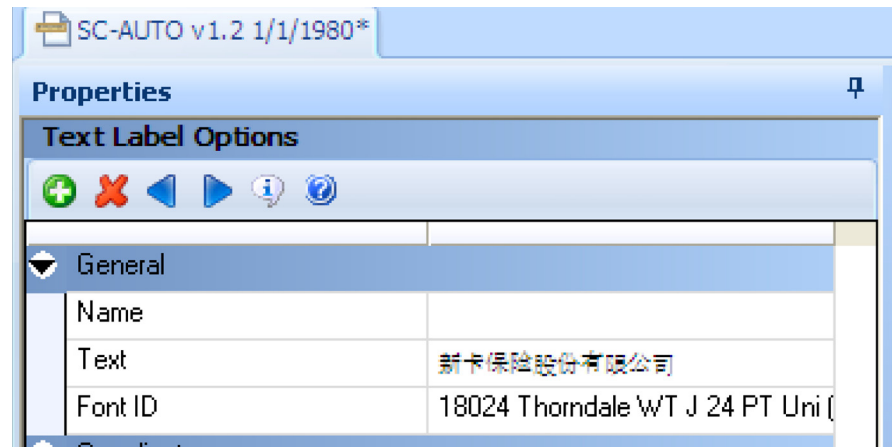 SC-AUTO v1.2 1/1/1980*
Properties
Text Label Options
General
Name
Text 新卡保险股份有限公司
Font ID 18024 Thorndale WT J 24 PT Uni (